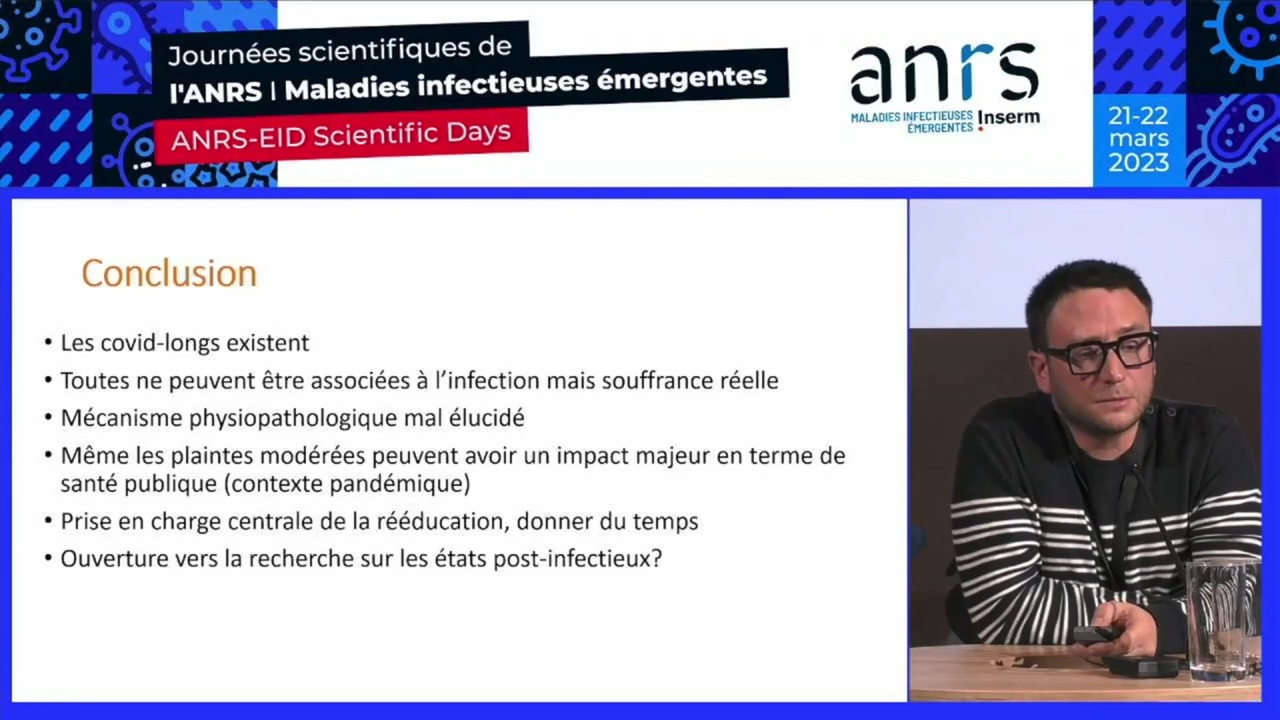 Journées scientifiques de
l'ANRS | Maladies infectieuses émergentes
ANRS-EID Scientific Days
anrs
MALADIES INFECTIEUSES
ÉMERGENTES
Inserm
21-22
mars
2023
Conclusion
• Les covid-longs existent
• Toutes ne peuvent être associées à l’infection mais souffrance réelle
• Mécanisme physiopathologique mal élucidé
• Même les plaintes modérées peuvent avoir un impact majeur en terme de
santé publique (contexte pandémique)
• Prise en charge centrale de la rééducation, donner du temps
• Ouverture vers la recherche sur les états post-infectieux?